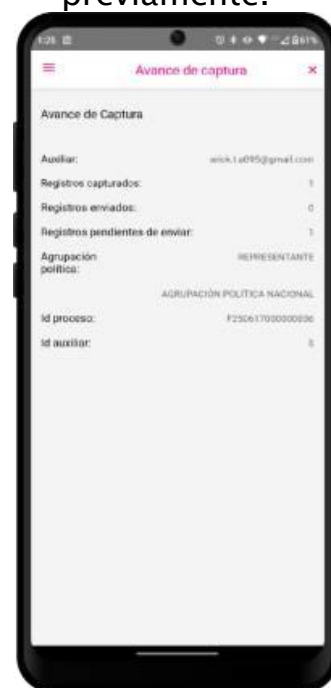 previamente.
Avance de captura
Avance de Captura
Auxiliar:
Registros capturados: 1
Registros enviados: 0
Registros pendientes de enviar: 1
Agrupación política: REPRESENTANTE
AGRUPACIÓN POLÍTICA NACIONAL
Id proceso:
Id auxiliar: